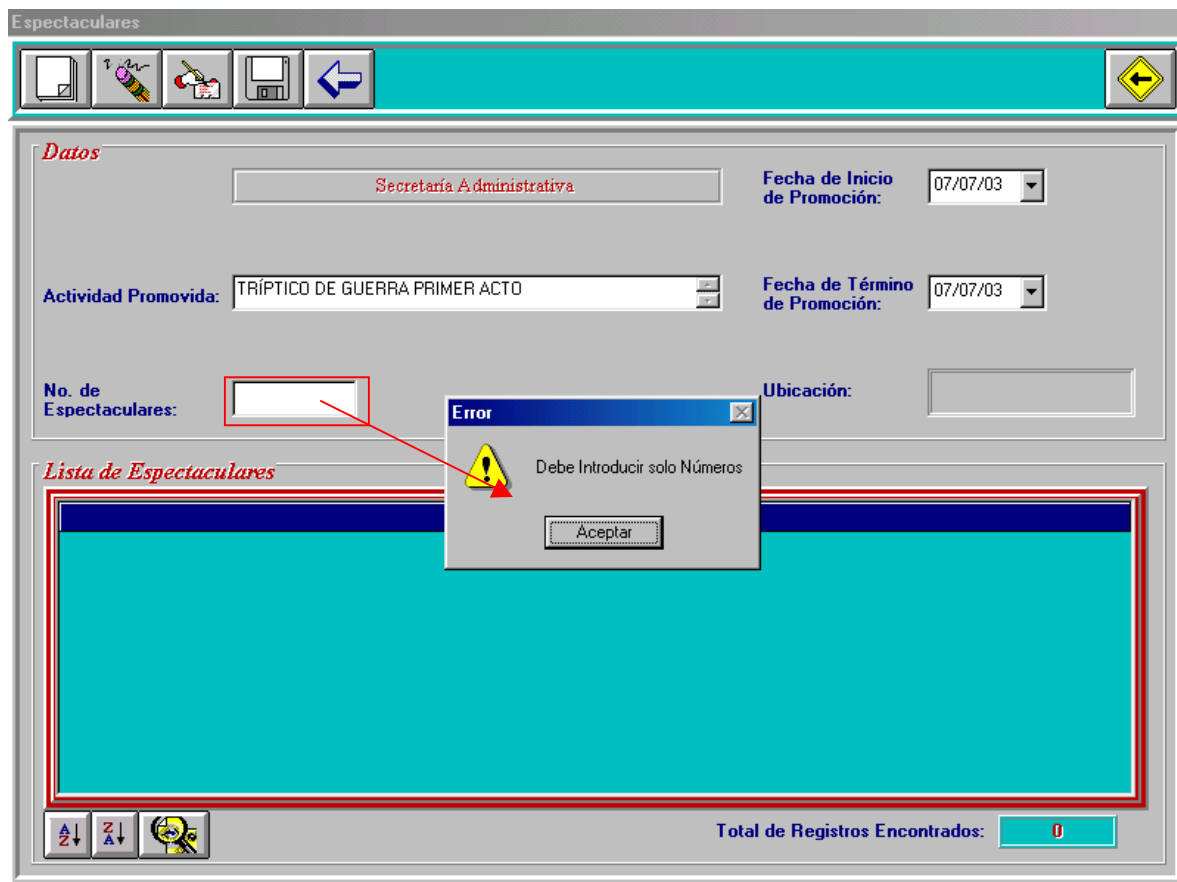 Espectaculares
Datos
Secretaría Administrativa
Fecha de Inicio
de Promoción:
07/07/03
Actividad Promovida:
TRÍPTICO DE GUERRA PRIMER ACTO
Fecha de Término
de Promoción:
07/07/03
No. de
Espectaculares:
Ubicación:
Error
Debe Introducir solo Números
Aceptar
Lista de Espectaculares
A
Z
Z
A
Total de Registros Encontrados:
0